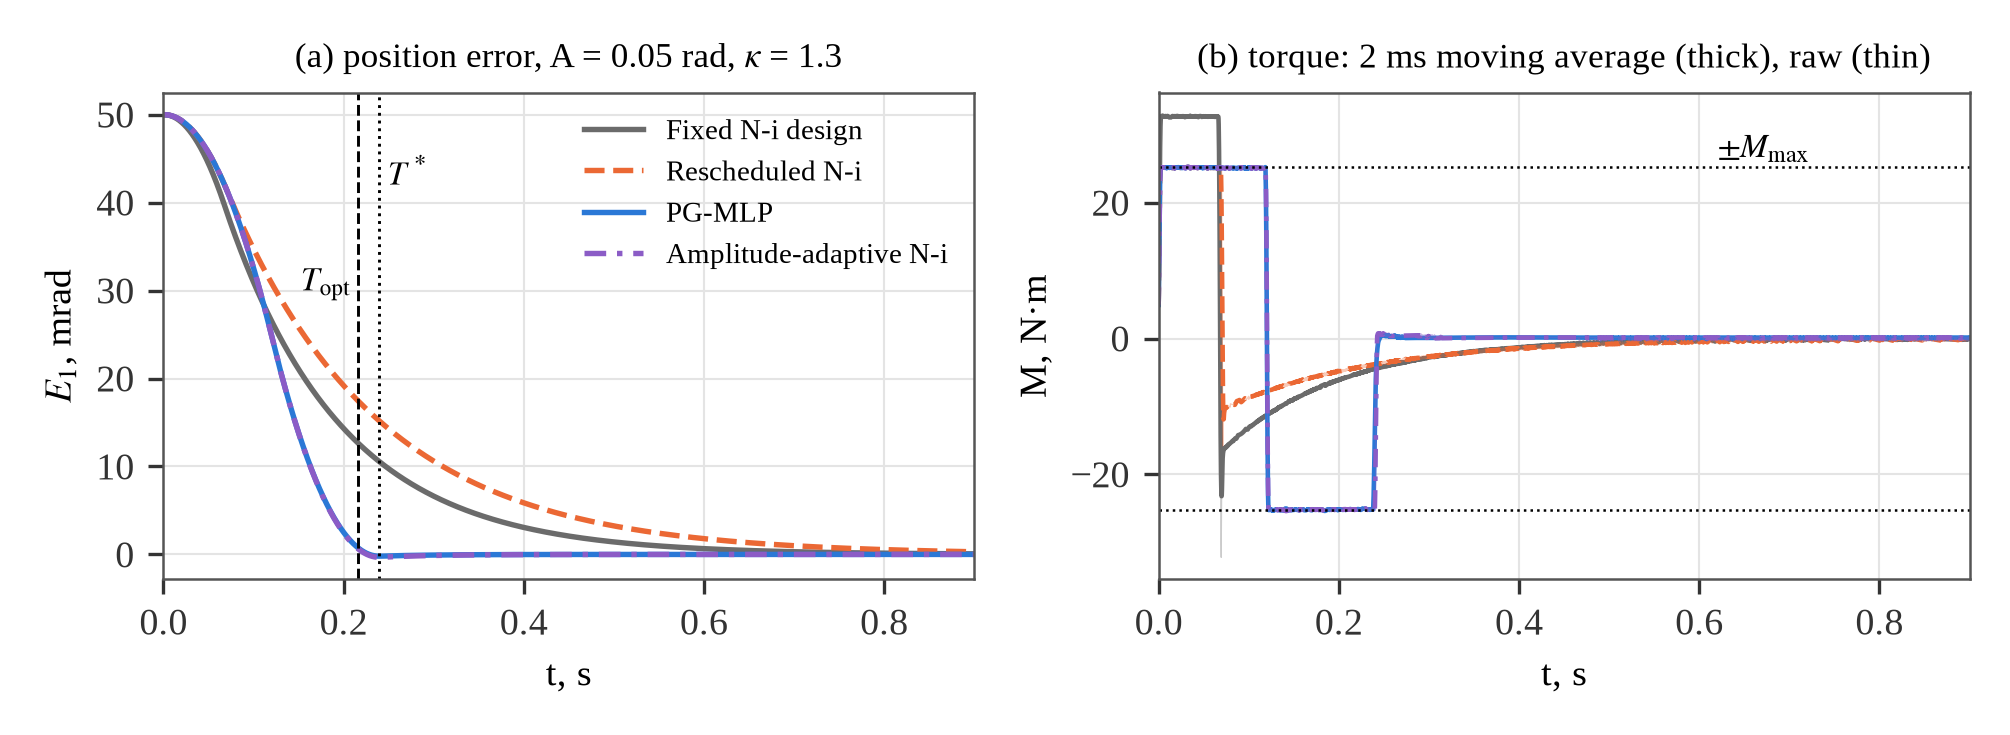 (a) position error, A = 0.05 rad, κ = 1.3
50
40
30
20
10
0
E₁, mrad
T_opt
T*
Fixed N-i design
Rescheduled N-i
PG-MLP
Amplitude-adaptive N-i
0.0 0.2 0.4 0.6 0.8
t, s
(b) torque: 2 ms moving average (thick), raw (thin)
20
0
−20
M, N·m
±M_max
0.0 0.2 0.4 0.6 0.8
t, s